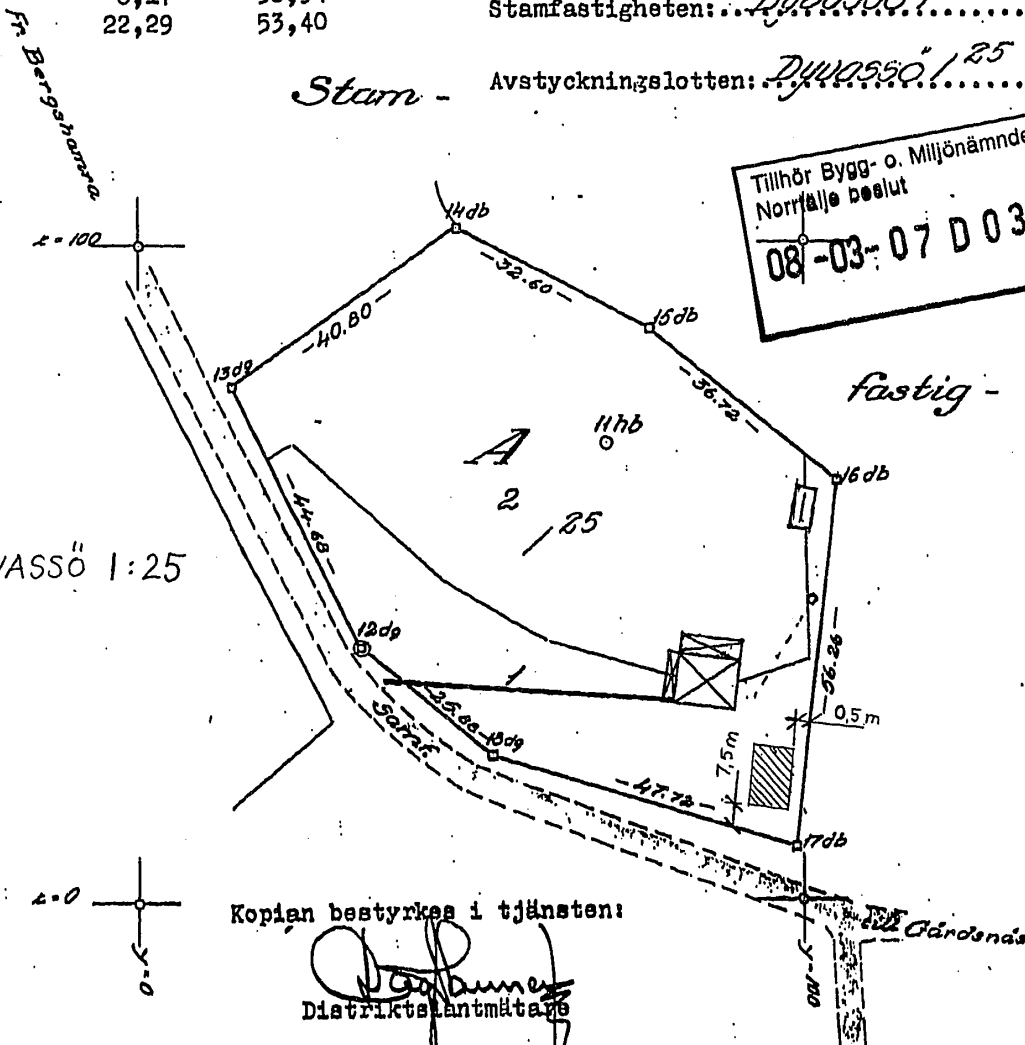 22,29 53,40
Stamfastigheten:
Fr. Bergshamra
Stam -
Avstyckningslotten: Dyvassö 1 25
Tillhör Bygg- o. Miljönämnde
Norrtälje beslut
08-03-07 D 03
x=100
14db
32.60
40.80
15db
13dg
36.72
fastig -
11hb
A
16db
2
25
44.68
VASSÖ 1:25
12dg
56.26
25.88
0,5 m
Samf.
18dg
7,5 m
47.72
17db
x=0
till Gårdsnäs
Kopian bestyrkes i tjänsten:
y=0
y=100
Distriktslantmätare